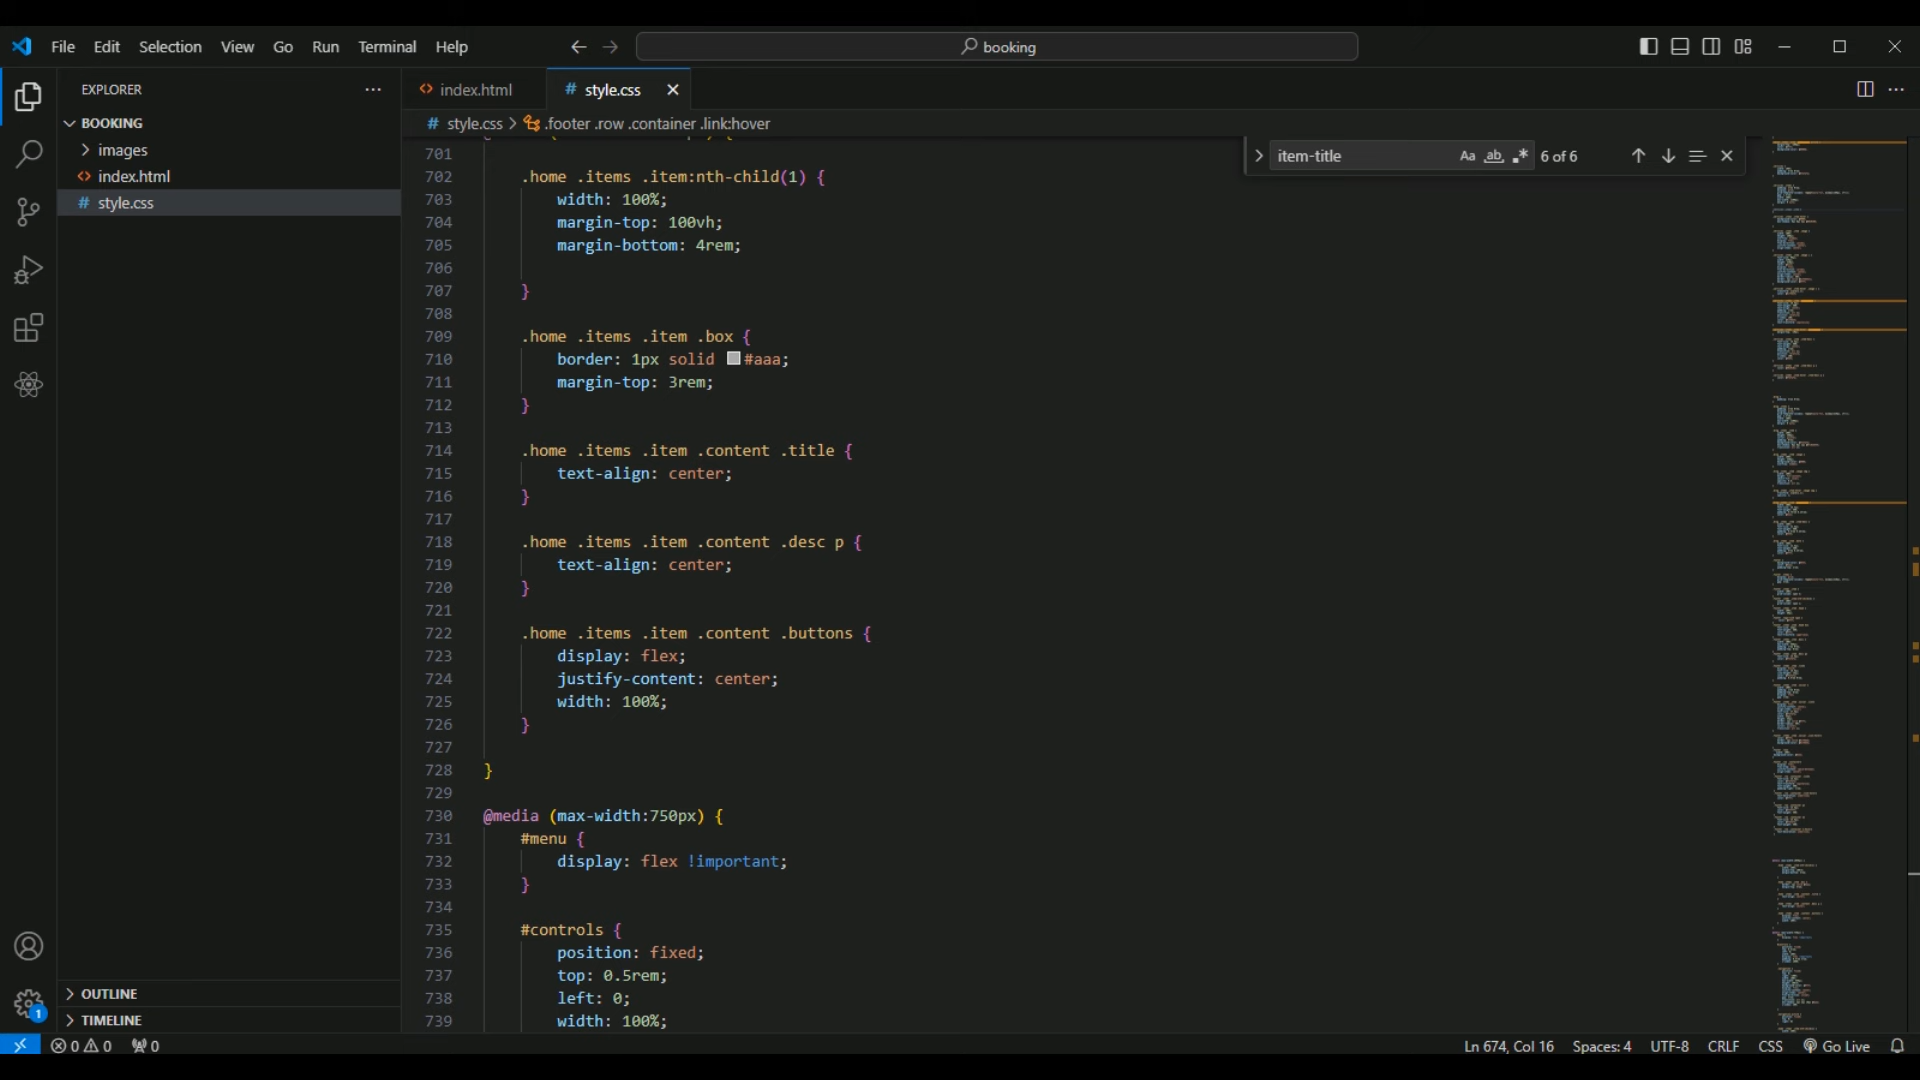 File Edit Selection View Go Run Terminal Help
booking
EXPLORER
index.html
style.css
BOOKING
style.css > .footer .row .container .link:hover
images
index.html
style.css
item-title
Aa ab 6 of 6
701
702 .home .items .item:nth-child(1) {
703 width: 100%;
704 margin-top: 100vh;
705 margin-bottom: 4rem;
706
707 }
708
709 .home .items .item .box {
710 border: 1px solid #aaa;
711 margin-top: 3rem;
712 }
713
714 .home .items .item .content .title {
715 text-align: center;
716 }
717
718 .home .items .item .content .desc p {
719 text-align: center;
720 }
721
722 .home .items .item .content .buttons {
723 display: flex;
724 justify-content: center;
725 width: 100%;
726 }
727
728 }
729
730 @media (max-width:750px) {
731 #menu {
732 display: flex !important;
733 }
734
735 #controls {
736 position: fixed;
737 top: 0.5rem;
738 left: 0;
739 width: 100%;
OUTLINE
TIMELINE
1
0 0 0
Ln 674, Col 16 Spaces: 4 UTF-8 CRLF CSS Go Live